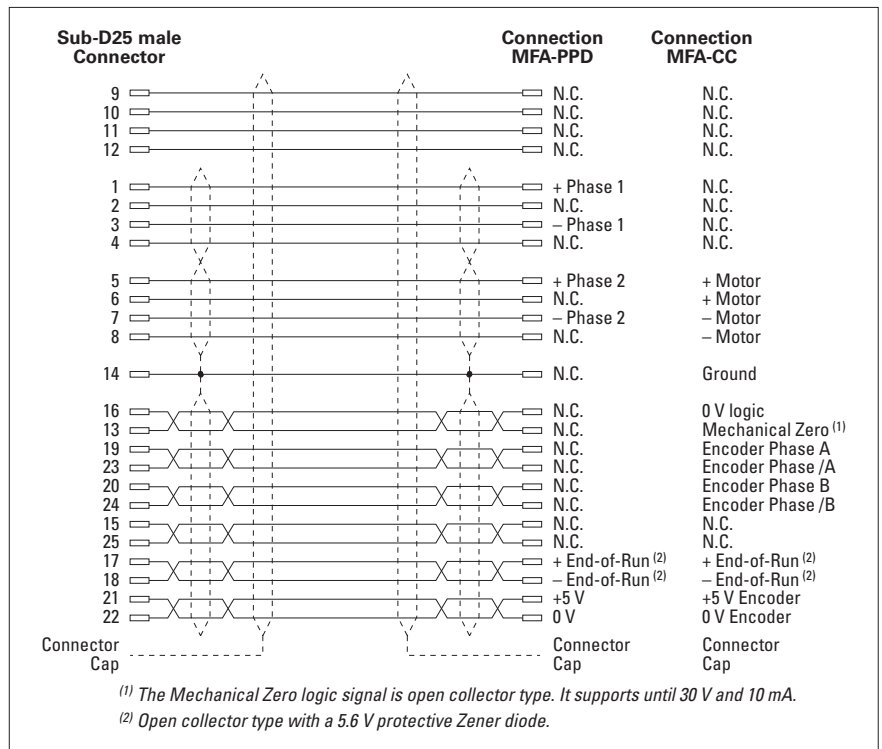 Sub-D25 male Connector Connection MFA-PPD Connection MFA-CC
9 N.C. N.C.
10 N.C. N.C.
11 N.C. N.C.
12 N.C. N.C.
1 + Phase 1 N.C.
2 N.C. N.C.
3 – Phase 1 N.C.
4 N.C. N.C.
5 + Phase 2 + Motor
6 N.C. + Motor
7 – Phase 2 – Motor
8 N.C. – Motor
14 N.C. Ground
16 N.C. 0 V logic
13 N.C. Mechanical Zero (1)
19 N.C. Encoder Phase A
23 N.C. Encoder Phase /A
20 N.C. Encoder Phase B
24 N.C. Encoder Phase /B
15 N.C. N.C.
25 N.C. N.C.
17 + End-of-Run (2) + End-of-Run (2)
18 – End-of-Run (2) – End-of-Run (2)
21 +5 V +5 V Encoder
22 0 V 0 V Encoder
Connector Cap Connector Cap Connector Cap
(1) The Mechanical Zero logic signal is open collector type. It supports until 30 V and 10 mA.
(2) Open collector type with a 5.6 V protective Zener diode.